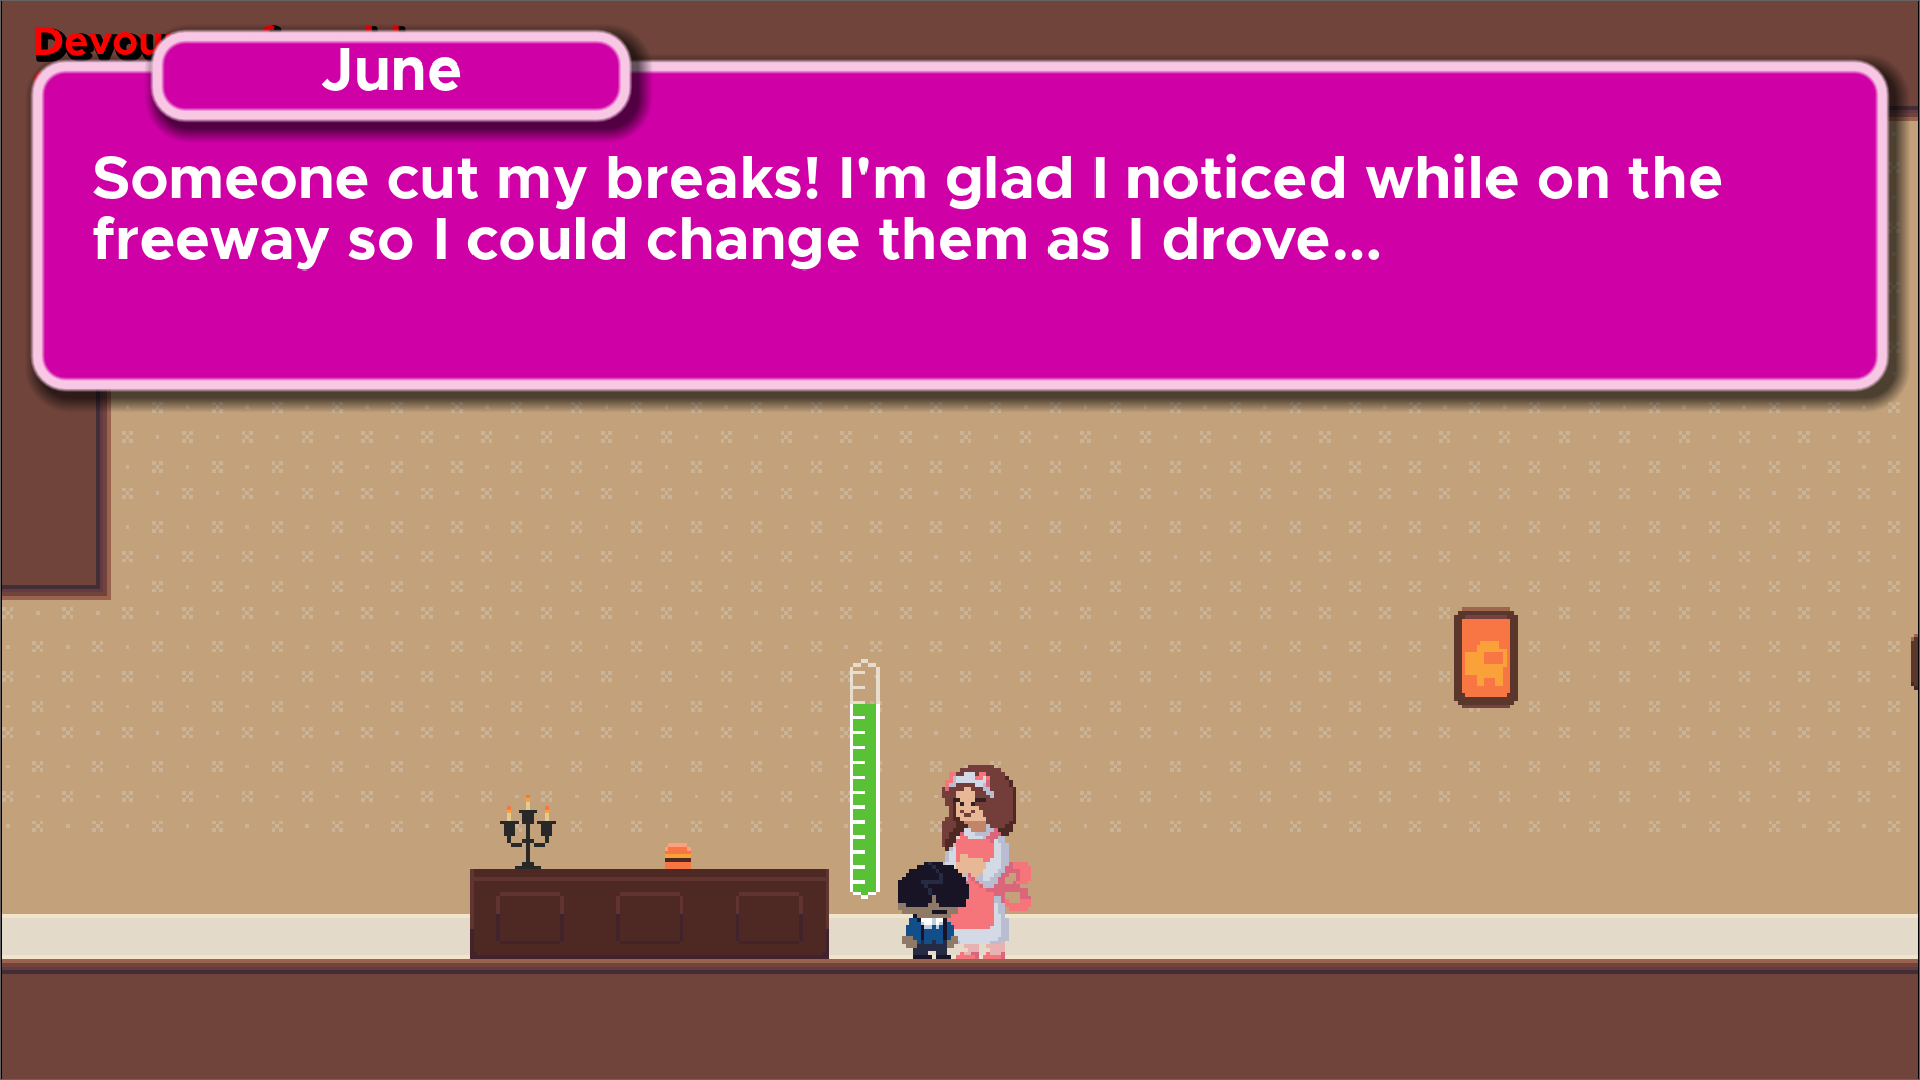 June
Someone cut my breaks! I'm glad I noticed while on the
freeway so I could change them as I drove...